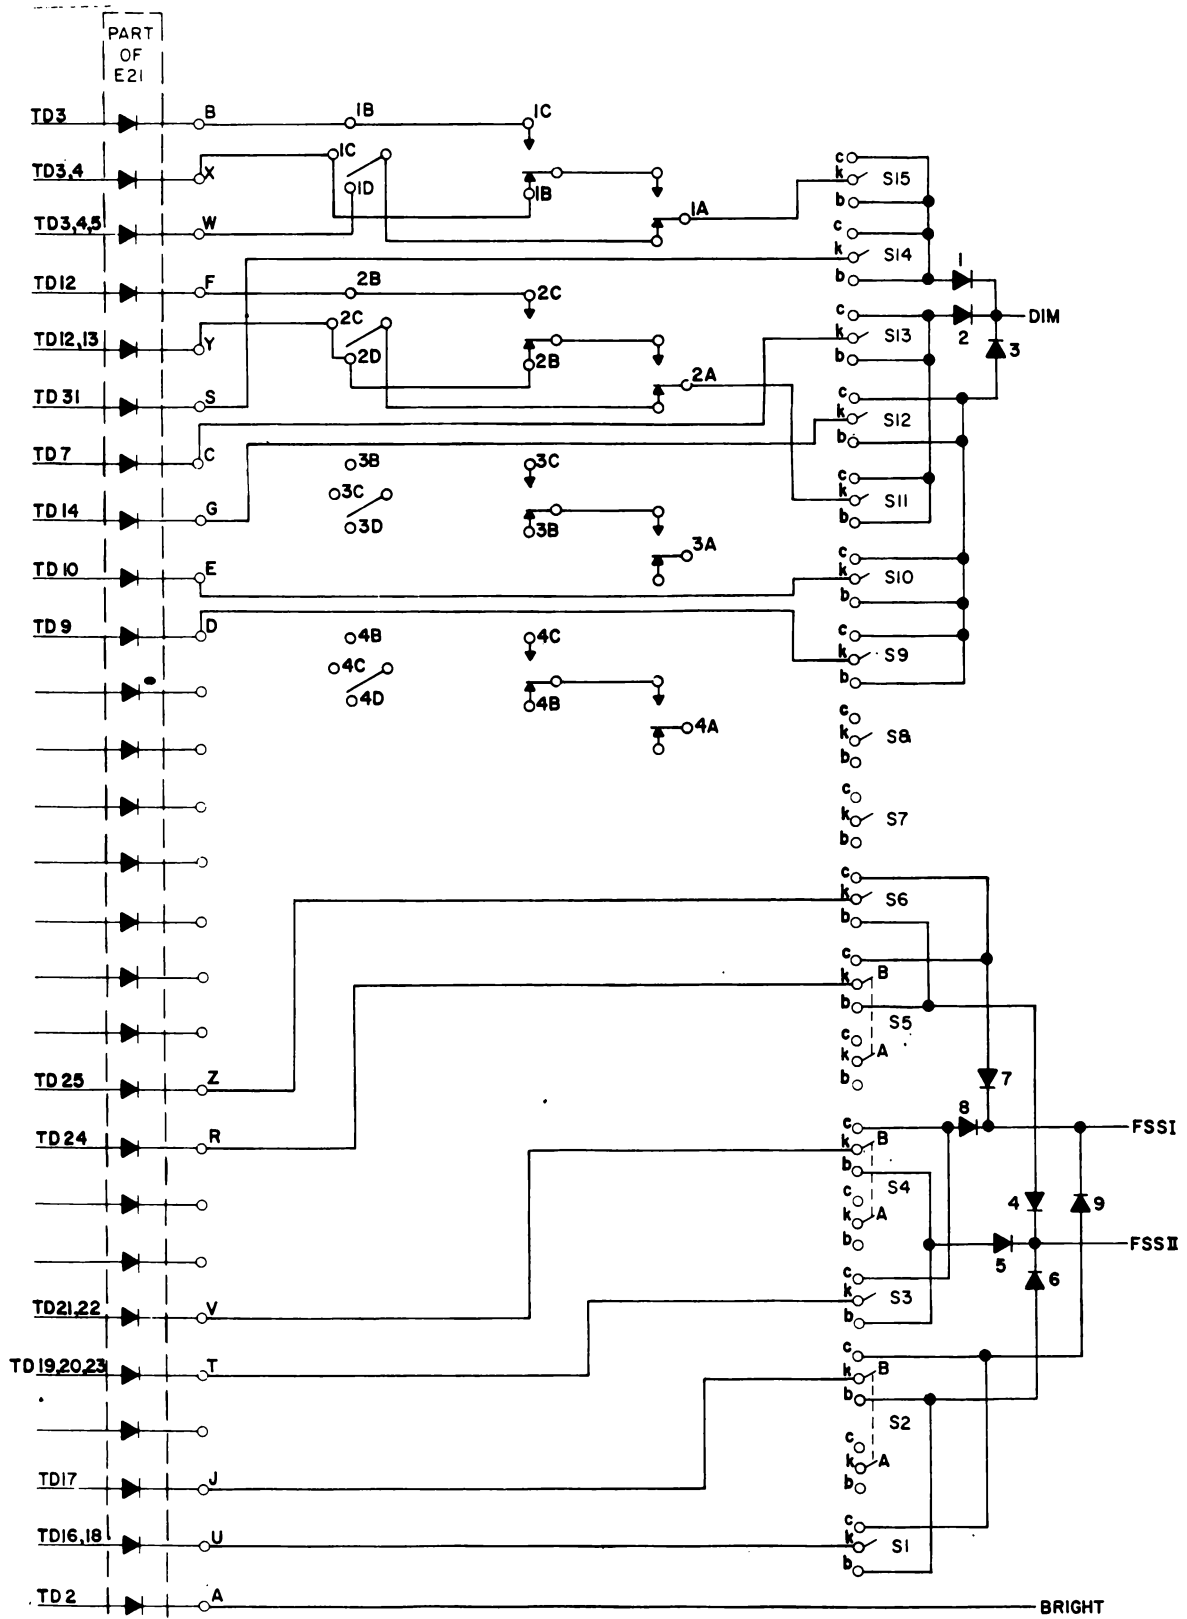 PART
OF
E21
TD3
B
1B
1C
TD3,4
X
1C
1D
1B
1A
TD3,4,5
W
TD12
F
2B
2C
TD12,13
Y
2C
2D
2B
2A
TD31
S
TD7
C
3B
3C
TD14
G
3C
3D
3B
3A
TD10
E
TD9
D
4B
4C
4C
4D
4B
4A
c
k S15
b
c
k S14
b
1
c
k S13
b
2
DIM
3
c
k S12
b
c
k S11
b
c
k S10
b
c
k S9
b
c
k S8
b
c
k S7
b
c
k S6
b
c
k B
b
S5
c
k A
b
TD25
Z
7
TD24
R
8
FSSI
c
k B
b
S4
c
k A
b
4
9
5
FSSII
6
c
k S3
b
TD21,22
V
TD19,20,23
T
c
k B
b
S2
c
k A
b
TD17
J
TD16,18
U
c
k S1
b
TD2
A
BRIGHT